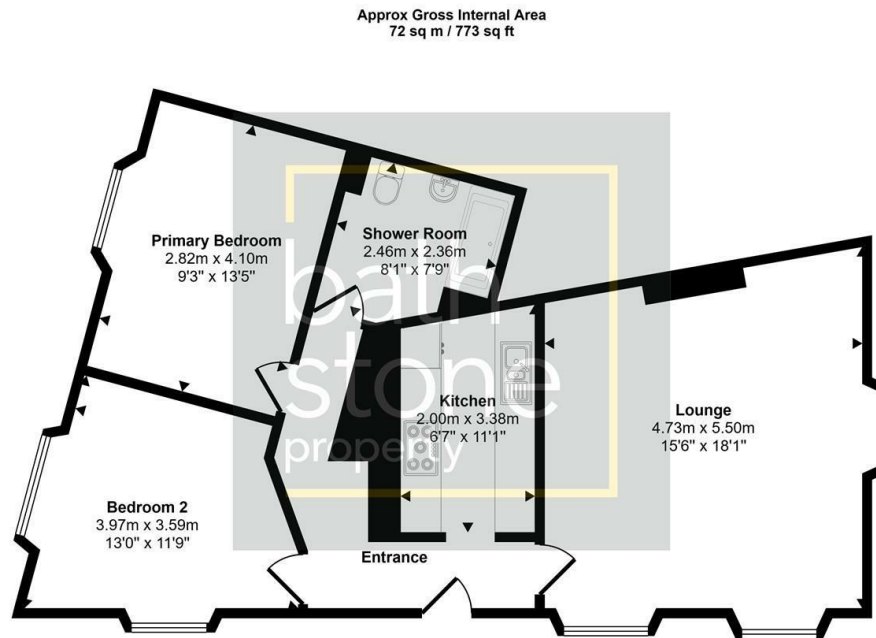 Approx Gross Internal Area
72 sq m / 773 sq ft
Primary Bedroom
2.82m x 4.10m
9'3" x 13'5"
Shower Room
2.46m x 2.36m
8'1" x 7'9"
bath
stone
property
Kitchen
2.00m x 3.38m
6'7" x 11'1"
Lounge
4.73m x 5.50m
15'6" x 18'1"
Bedroom 2
3.97m x 3.59m
13'0" x 11'9"
Entrance